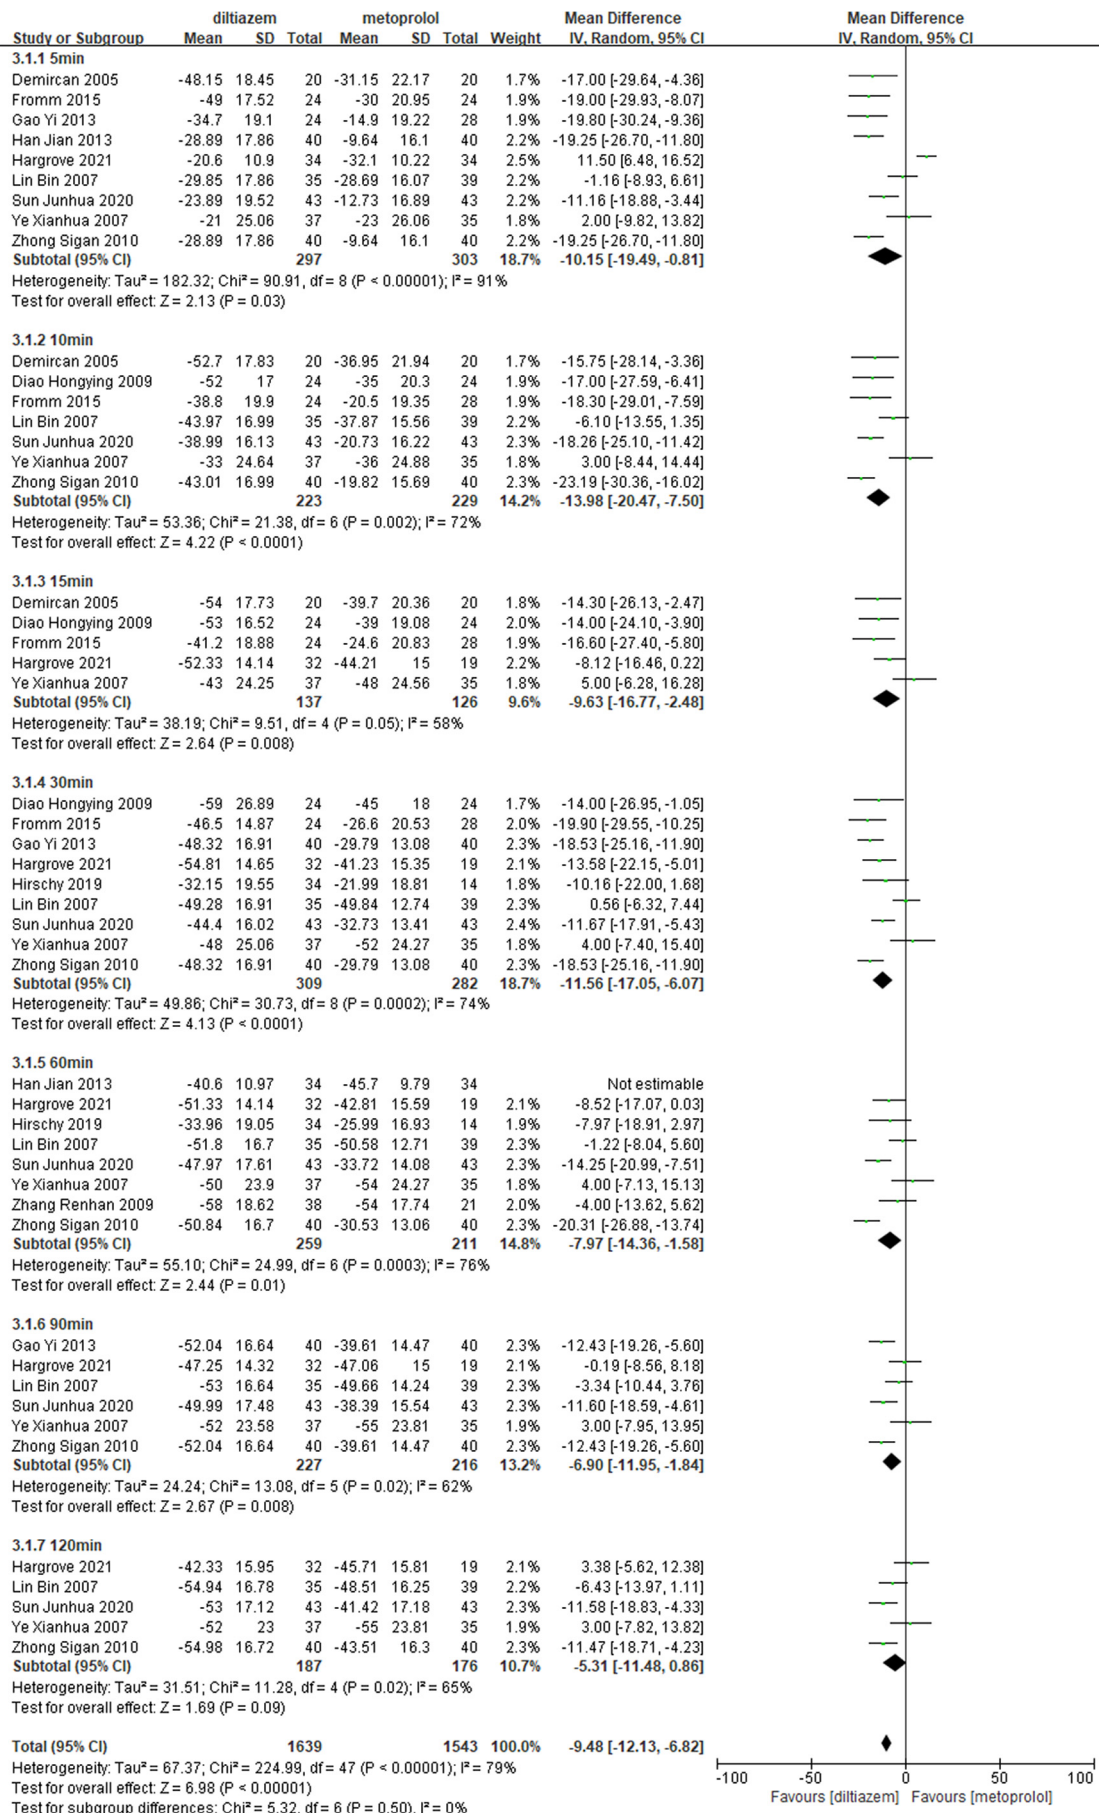 diltiazem metoprolol Mean Difference Mean Difference
Study or Subgroup Mean SD Total Mean SD Total Weight IV, Random, 95% CI IV, Random, 95% CI
3.1.1 5min
Demircan 2005 -48.15 18.45 20 -31.15 22.17 20 1.7% -17.00 [-29.64, -4.36]
Fromm 2015 -49 17.52 24 -30 20.95 24 1.9% -19.00 [-29.93, -8.07]
Gao Yi 2013 -34.7 19.1 24 -14.9 19.22 28 1.9% -19.80 [-30.24, -9.36]
Han Jian 2013 -28.89 17.86 40 -9.64 16.1 40 2.2% -19.25 [-26.70, -11.80]
Hargrove 2021 -20.6 10.9 34 -32.1 10.22 34 2.5% 11.50 [6.48, 16.52]
Lin Bin 2007 -29.85 17.86 35 -28.69 16.07 39 2.2% -1.16 [-8.93, 6.61]
Sun Junhua 2020 -23.89 19.52 43 -12.73 16.89 43 2.2% -11.16 [-18.88, -3.44]
Ye Xianhua 2007 -21 25.06 37 -23 26.06 35 1.8% 2.00 [-9.82, 13.82]
Zhong Sigan 2010 -28.89 17.86 40 -9.64 16.1 40 2.2% -19.25 [-26.70, -11.80]
Subtotal (95% CI) 297 303 18.7% -10.15 [-19.49, -0.81]
Heterogeneity: Tau² = 182.32; Chi² = 90.91, df = 8 (P < 0.00001); I² = 91%
Test for overall effect: Z = 2.13 (P = 0.03)
3.1.2 10min
Demircan 2005 -52.7 17.83 20 -36.95 21.94 20 1.7% -15.75 [-28.14, -3.36]
Diao Hongying 2009 -52 17 24 -35 20.3 24 1.9% -17.00 [-27.59, -6.41]
Fromm 2015 -38.8 19.9 24 -20.5 19.35 28 1.9% -18.30 [-29.01, -7.59]
Lin Bin 2007 -43.97 16.99 35 -37.87 15.56 39 2.2% -6.10 [-13.55, 1.35]
Sun Junhua 2020 -38.99 16.13 43 -20.73 16.22 43 2.3% -18.26 [-25.10, -11.42]
Ye Xianhua 2007 -33 24.64 37 -36 24.88 35 1.8% 3.00 [-8.44, 14.44]
Zhong Sigan 2010 -43.01 16.99 40 -19.82 15.69 40 2.3% -23.19 [-30.36, -16.02]
Subtotal (95% CI) 223 229 14.2% -13.98 [-20.47, -7.50]
Heterogeneity: Tau² = 53.36; Chi² = 21.38, df = 6 (P = 0.002); I² = 72%
Test for overall effect: Z = 4.22 (P < 0.0001)
3.1.3 15min
Demircan 2005 -54 17.73 20 -39.7 20.36 20 1.8% -14.30 [-26.13, -2.47]
Diao Hongying 2009 -53 16.52 24 -39 19.08 24 2.0% -14.00 [-24.10, -3.90]
Fromm 2015 -41.2 18.88 24 -24.6 20.83 28 1.9% -16.60 [-27.40, -5.80]
Hargrove 2021 -52.33 14.14 32 -44.21 15 19 2.2% -8.12 [-16.46, 0.22]
Ye Xianhua 2007 -43 24.25 37 -48 24.56 35 1.8% 5.00 [-6.28, 16.28]
Subtotal (95% CI) 137 126 9.6% -9.63 [-16.77, -2.48]
Heterogeneity: Tau² = 38.19; Chi² = 9.51, df = 4 (P = 0.05); I² = 58%
Test for overall effect: Z = 2.64 (P = 0.008)
3.1.4 30min
Diao Hongying 2009 -59 26.89 24 -45 18 24 1.7% -14.00 [-26.95, -1.05]
Fromm 2015 -46.5 14.87 24 -26.6 20.53 28 2.0% -19.90 [-29.55, -10.25]
Gao Yi 2013 -48.32 16.91 40 -29.79 13.08 40 2.3% -18.53 [-25.16, -11.90]
Hargrove 2021 -54.81 14.65 32 -41.23 15.35 19 2.1% -13.58 [-22.15, -5.01]
Hirschy 2019 -32.15 19.55 34 -21.99 18.81 14 1.8% -10.16 [-22.00, 1.68]
Lin Bin 2007 -49.28 16.91 35 -49.84 12.74 39 2.3% 0.56 [-6.32, 7.44]
Sun Junhua 2020 -44.4 16.02 43 -32.73 13.41 43 2.4% -11.67 [-17.91, -5.43]
Ye Xianhua 2007 -48 25.06 37 -52 24.27 35 1.8% 4.00 [-7.40, 15.40]
Zhong Sigan 2010 -48.32 16.91 40 -29.79 13.08 40 2.3% -18.53 [-25.16, -11.90]
Subtotal (95% CI) 309 282 18.7% -11.56 [-17.05, -6.07]
Heterogeneity: Tau² = 49.86; Chi² = 30.73, df = 8 (P = 0.0002); I² = 74%
Test for overall effect: Z = 4.13 (P < 0.0001)
3.1.5 60min
Han Jian 2013 -40.6 10.97 34 -45.7 9.79 34 Not estimable
Hargrove 2021 -51.33 14.14 32 -42.81 15.59 19 2.1% -8.52 [-17.07, 0.03]
Hirschy 2019 -33.96 19.05 34 -25.99 16.93 14 1.9% -7.97 [-18.91, 2.97]
Lin Bin 2007 -51.8 16.7 35 -50.58 12.71 39 2.3% -1.22 [-8.04, 5.60]
Sun Junhua 2020 -47.97 17.61 43 -33.72 14.08 43 2.3% -14.25 [-20.99, -7.51]
Ye Xianhua 2007 -50 23.9 37 -54 24.27 35 1.8% 4.00 [-7.13, 15.13]
Zhang Renhan 2009 -58 18.62 38 -54 17.74 21 2.0% -4.00 [-13.62, 5.62]
Zhong Sigan 2010 -50.84 16.7 40 -30.53 13.06 40 2.3% -20.31 [-26.88, -13.74]
Subtotal (95% CI) 259 211 14.8% -7.97 [-14.36, -1.58]
Heterogeneity: Tau² = 55.10; Chi² = 24.99, df = 6 (P = 0.0003); I² = 76%
Test for overall effect: Z = 2.44 (P = 0.01)
3.1.6 90min
Gao Yi 2013 -52.04 16.64 40 -39.61 14.47 40 2.3% -12.43 [-19.26, -5.60]
Hargrove 2021 -47.25 14.32 32 -47.06 15 19 2.1% -0.19 [-8.56, 8.18]
Lin Bin 2007 -53 16.64 35 -49.66 14.24 39 2.3% -3.34 [-10.44, 3.76]
Sun Junhua 2020 -49.99 17.48 43 -38.39 15.54 43 2.3% -11.60 [-18.59, -4.61]
Ye Xianhua 2007 -52 23.58 37 -55 23.81 35 1.9% 3.00 [-7.95, 13.95]
Zhong Sigan 2010 -52.04 16.64 40 -39.61 14.47 40 2.3% -12.43 [-19.26, -5.60]
Subtotal (95% CI) 227 216 13.2% -6.90 [-11.95, -1.84]
Heterogeneity: Tau² = 24.24; Chi² = 13.08, df = 5 (P = 0.02); I² = 62%
Test for overall effect: Z = 2.67 (P = 0.008)
3.1.7 120min
Hargrove 2021 -42.33 15.95 32 -45.71 15.81 19 2.1% 3.38 [-5.62, 12.38]
Lin Bin 2007 -54.94 16.78 35 -48.51 16.25 39 2.2% -6.43 [-13.97, 1.11]
Sun Junhua 2020 -53 17.12 43 -41.42 17.18 43 2.3% -11.58 [-18.83, -4.33]
Ye Xianhua 2007 -52 23 37 -55 23.81 35 1.9% 3.00 [-7.82, 13.82]
Zhong Sigan 2010 -54.98 16.72 40 -43.51 16.3 40 2.3% -11.47 [-18.71, -4.23]
Subtotal (95% CI) 187 176 10.7% -5.31 [-11.48, 0.86]
Heterogeneity: Tau² = 31.51; Chi² = 11.28, df = 4 (P = 0.02); I² = 65%
Test for overall effect: Z = 1.69 (P = 0.09)
Total (95% CI) 1639 1543 100.0% -9.48 [-12.13, -6.82]
Heterogeneity: Tau² = 67.37; Chi² = 224.99, df = 47 (P < 0.00001); I² = 79%
Test for overall effect: Z = 6.98 (P < 0.00001)
Test for subgroup differences: Chi² = 5.32, df = 6 (P = 0.50), I² = 0%
-100 -50 0 50 100
Favours [diltiazem] Favours [metoprolol]